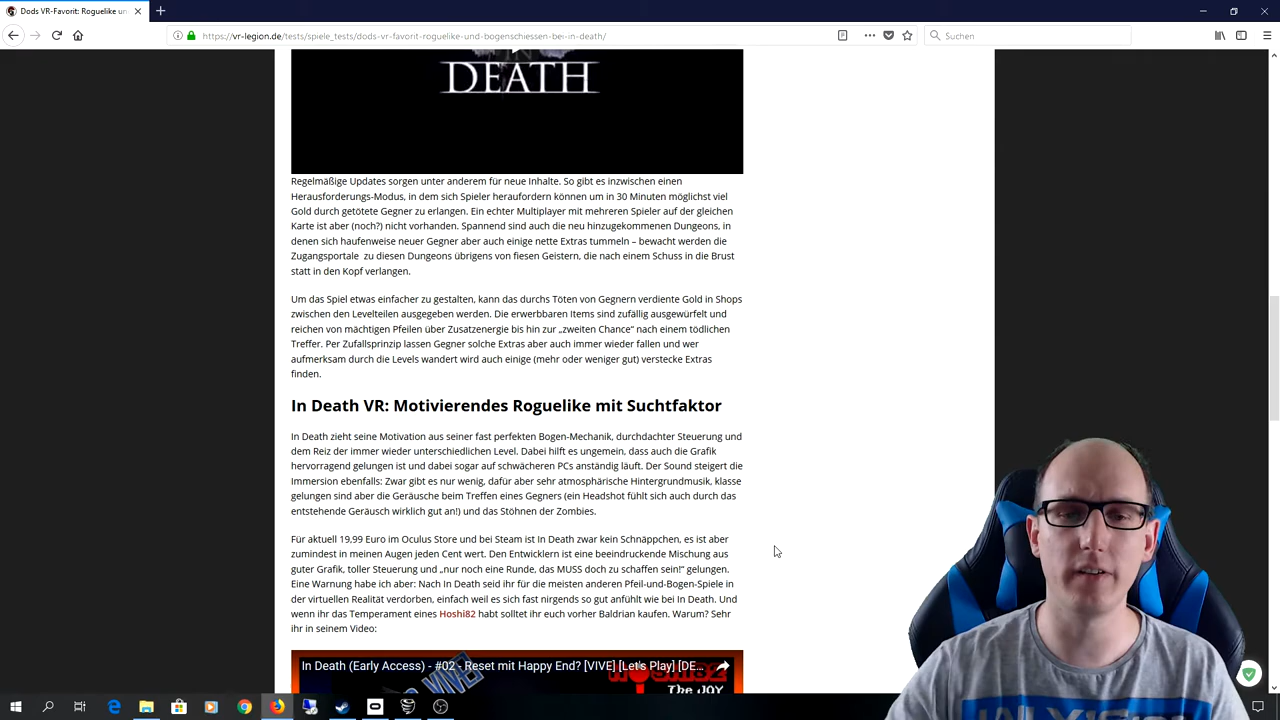 Dods VR-Favorit: Roguelike un
https://vr-legion.de/tests/spiele_tests/dods-vr-favorit-roguelike-und-bogenschiessen-bei-in-death/
Suchen
DEATH
Regelmäßige Updates sorgen unter anderem für neue Inhalte. So gibt es inzwischen einen
Herausforderungs-Modus, in dem sich Spieler heraufordern können um in 30 Minuten möglichst viel
Gold durch getötete Gegner zu erlangen. Ein echter Multiplayer mit mehreren Spieler auf der gleichen
Karte ist aber (noch?) nicht vorhanden. Spannend sind auch die neu hinzugekommenen Dungeons, in
denen sich haufenweise neuer Gegner aber auch einige nette Extras tummeln – bewacht werden die
Zugangsportale zu diesen Dungeons übrigens von fiesen Geistern, die nach einem Schuss in die Brust
statt in den Kopf verlangen.
Um das Spiel etwas einfacher zu gestalten, kann das durchs Töten von Gegnern verdiente Gold in Shops
zwischen den Levelteilen ausgegeben werden. Die erwerbbaren Items sind zufällig ausgewürfelt und
reichen von mächtigen Pfeilen über Zusatzenergie bis hin zur „zweiten Chance“ nach einem tödlichen
Treffer. Per Zufallsprinzip lassen Gegner solche Extras aber auch immer wieder fallen und wer
aufmerksam durch die Levels wandert wird auch einige (mehr oder weniger gut) verstecke Extras
finden.
In Death VR: Motivierendes Roguelike mit Suchtfaktor
In Death zieht seine Motivation aus seiner fast perfekten Bogen-Mechanik, durchdachter Steuerung und
dem Reiz der immer wieder unterschiedlichen Level. Dabei hilft es ungemein, dass auch die Grafik
hervorragend gelungen ist und dabei sogar auf schwächeren PCs anständig läuft. Der Sound steigert die
Immersion ebenfalls: Zwar gibt es nur wenig, dafür aber sehr atmosphärische Hintergrundmusik, klasse
gelungen sind aber die Geräusche beim Treffen eines Gegners (ein Headshot fühlt sich auch durch das
entstehende Geräusch wirklich gut an!) und das Stöhnen der Zombies.
Für aktuell 19,99 Euro im Oculus Store und bei Steam ist In Death zwar kein Schnäppchen, es ist aber
zumindest in meinen Augen jeden Cent wert. Den Entwicklern ist eine beeindruckende Mischung aus
guter Grafik, toller Steuerung und „nur noch eine Runde, das MUSS doch zu schaffen sein!“ gelungen.
Eine Warnung habe ich aber: Nach In Death seid ihr für die meisten anderen Pfeil-und-Bogen-Spiele in
der virtuellen Realität verdorben, einfach weil es sich fast nirgends so gut anfühlt wie bei In Death. Und
wenn ihr das Temperament eines Hoshi82 habt solltet ihr euch vorher Baldrian kaufen. Warum? Sehr
ihr in seinem Video:
In Death (Early Access) - #02 - Reset mit Happy End? [VIVE] [Let's Play] [DE...
VIVE
The JOY